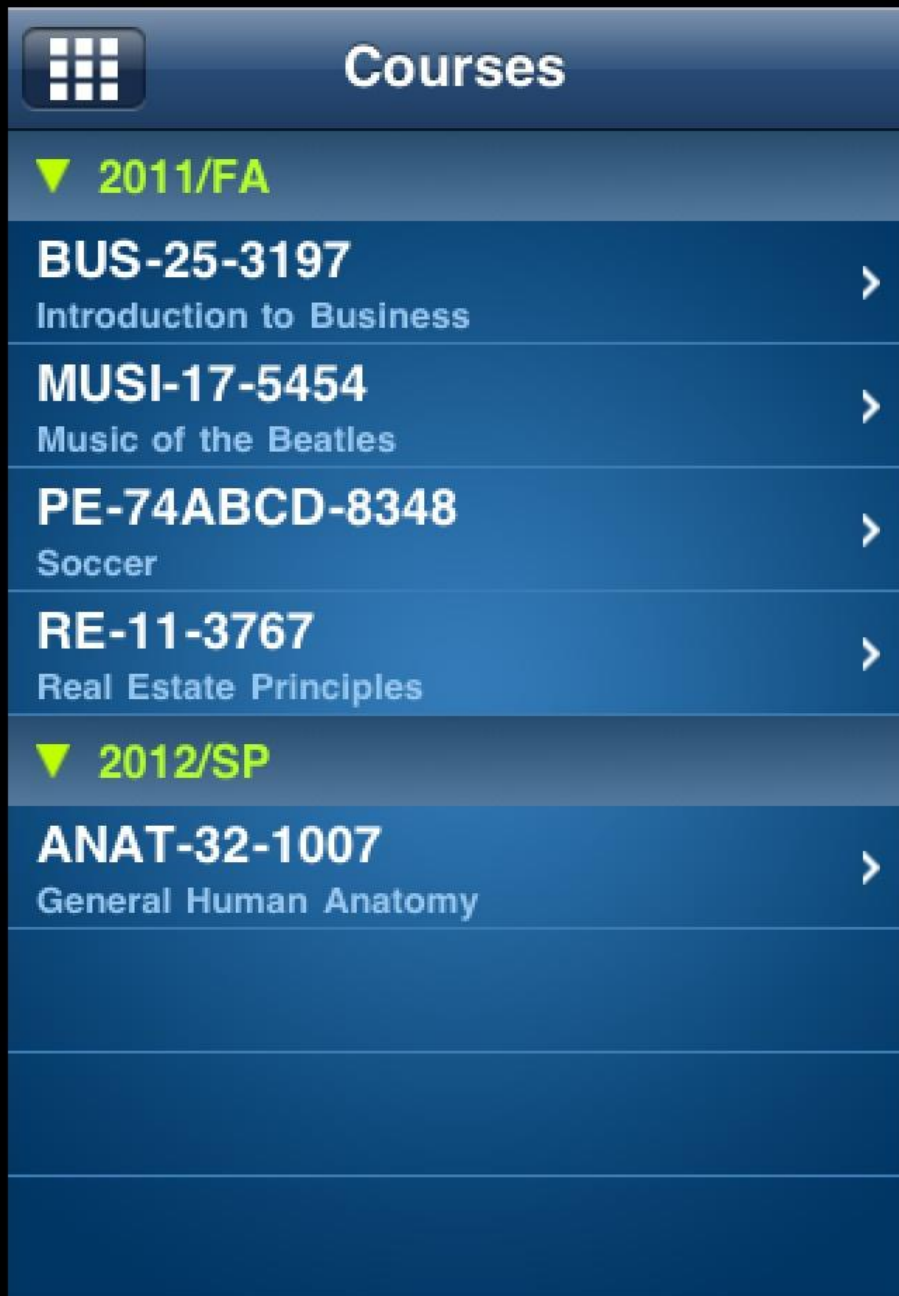 Courses
2011/FA
BUS-25-3197
Introduction to Business
MUSI-17-5454
Music of the Beatles
PE-74ABCD-8348
Soccer
RE-11-3767
Real Estate Principles
2012/SP
ANAT-32-1007
General Human Anatomy